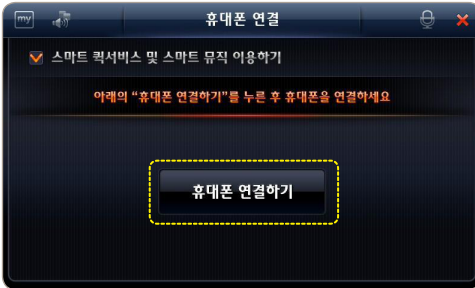 my 휴대폰 연결
스마트 퀵서비스 및 스마트 뮤직 이용하기
아래의 “휴대폰 연결하기”를 누른 후 휴대폰을 연결하세요
휴대폰 연결하기